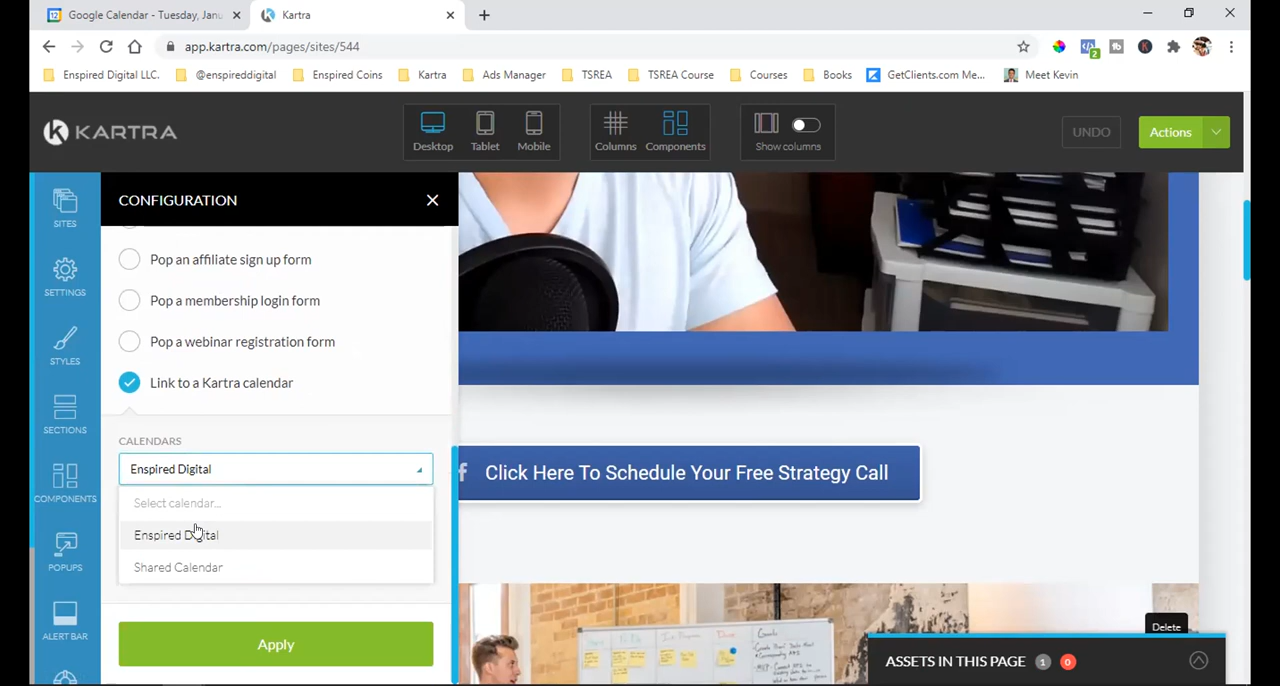 Google Calendar - Tuesday, Janu
Kartra
app.kartra.com/pages/sites/544
Enspired Digital LLC.
@enspireddigital
Enspired Coins
Kartra
Ads Manager
TSREA
TSREA Course
Courses
Books
GetClients.com Me...
Meet Kevin
KARTRA
Desktop
Tablet
Mobile
Columns
Components
Show columns
UNDO
Actions
SITES
SETTINGS
STYLES
SECTIONS
COMPONENTS
POPUPS
ALERT BAR
CONFIGURATION
Pop an affiliate sign up form
Pop a membership login form
Pop a webinar registration form
Link to a Kartra calendar
CALENDARS
Enspired Digital
Select calendar...
Enspired Digital
Shared Calendar
Apply
Click Here To Schedule Your Free Strategy Call
Delete
ASSETS IN THIS PAGE 1 0